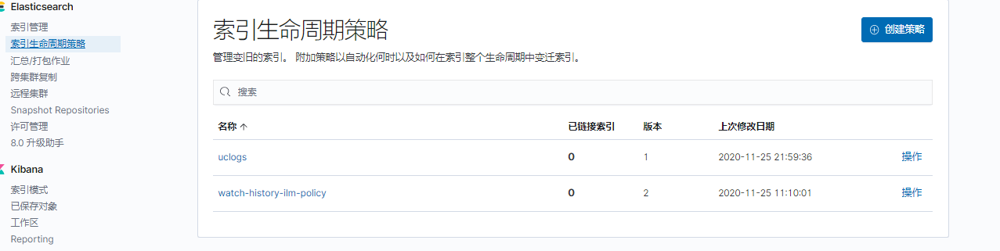 Elasticsearch
索引管理
索引生命周期策略
汇总/打包作业
跨集群复制
远程集群
Snapshot Repositories
许可管理
8.0 升级助手
Kibana
索引模式
已保存对象
工作区
Reporting
索引生命周期策略
创建策略
管理变旧的索引。 附加策略以自动化何时以及如何在索引整个生命周期中变迁索引。
搜索
名称 已链接索引 版本 上次修改日期
uclogs 0 1 2020-11-25 21:59:36 操作
watch-history-ilm-policy 0 2 2020-11-25 11:10:01 操作